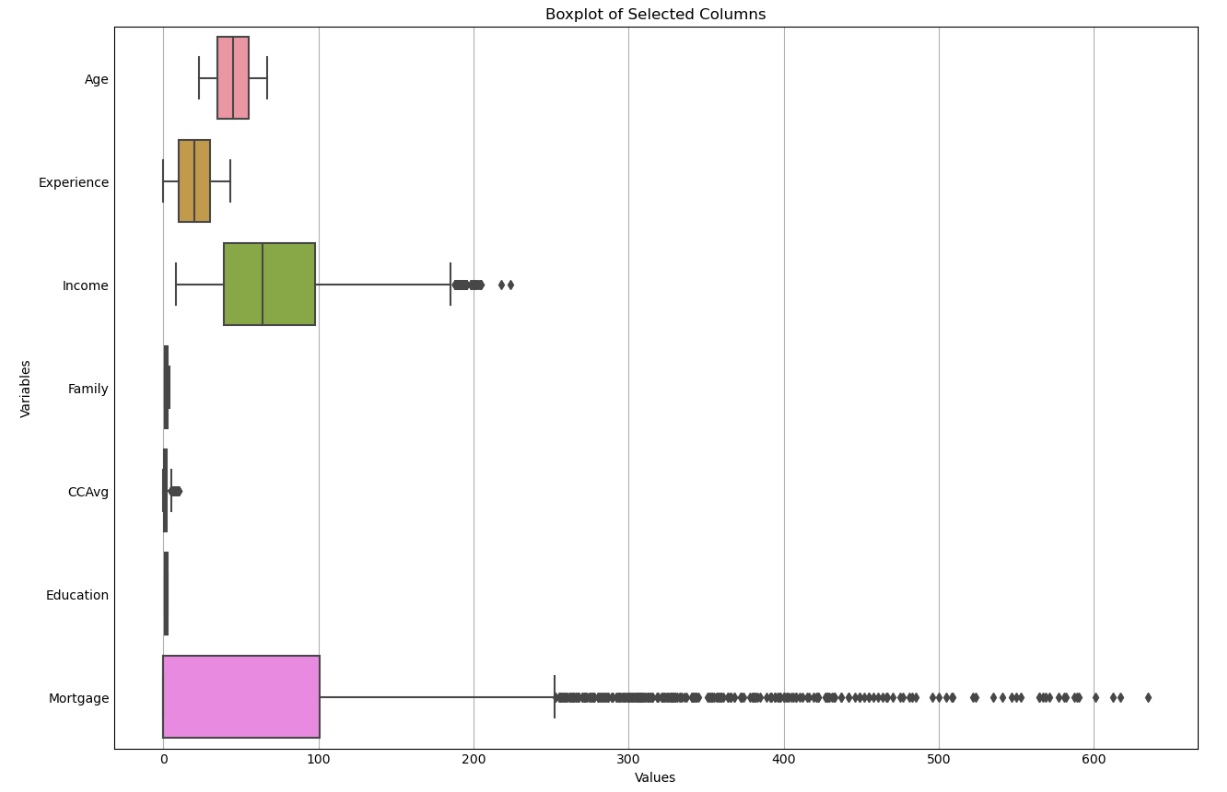 Boxplot of Selected Columns
Variables
Age
Experience
Income
Family
CCAvg
Education
Mortgage
0 100 200 300 400 500 600
Values